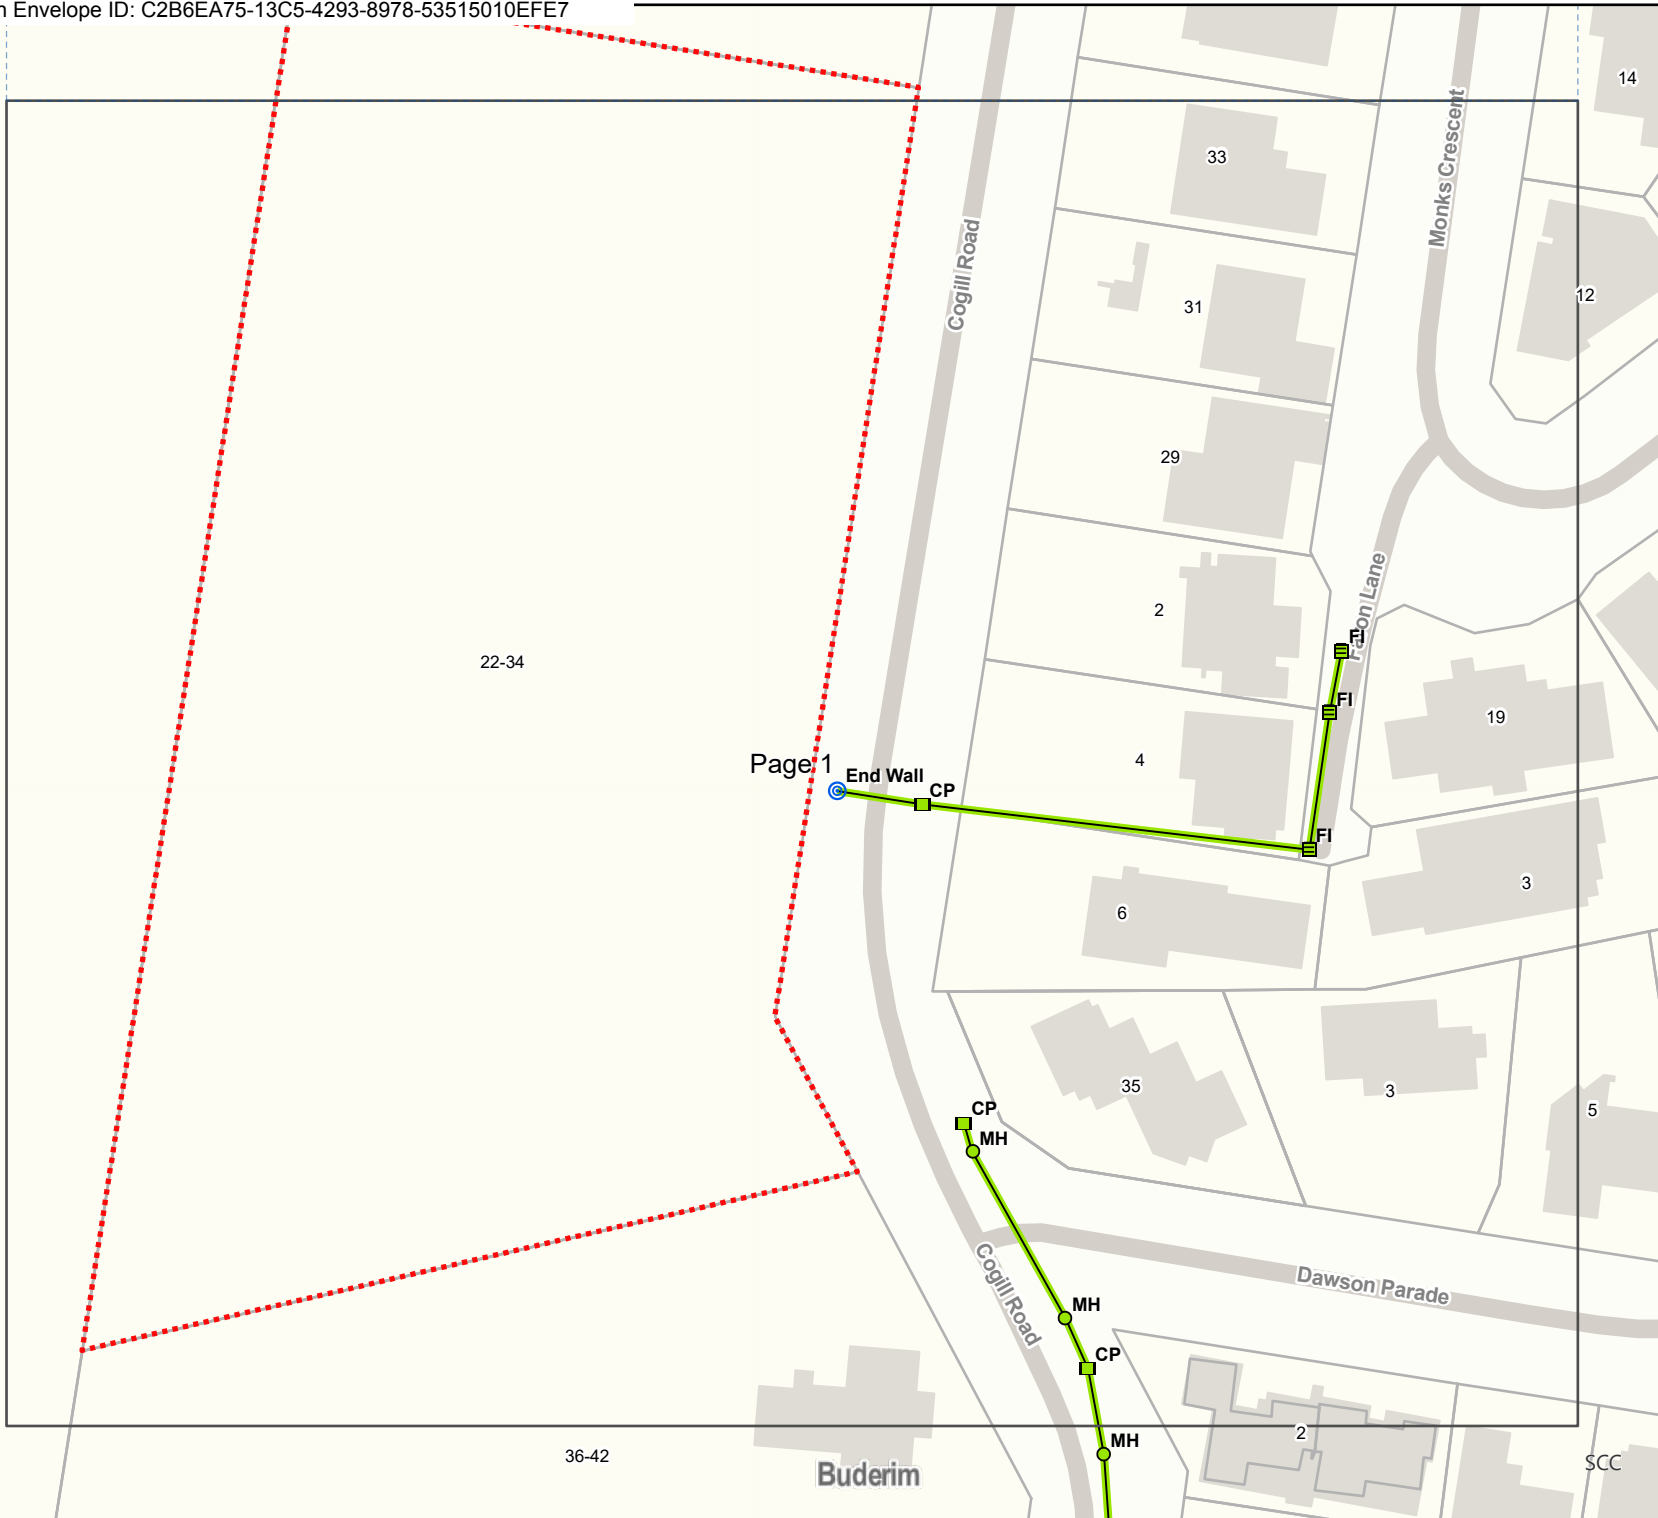 n Envelope ID: C2B6EA75-13C5-4293-8978-53515010EFE7
14
33
Monks Crescent
Cogill Road
12
31
29
2
Lane
FI
22-34
FI
19
4
Page 1
End Wall
CP
FI
3
6
35
3
CP
5
MH
Cogill Road
Dawson Parade
MH
CP
2
MH
36-42
Buderim
SCC